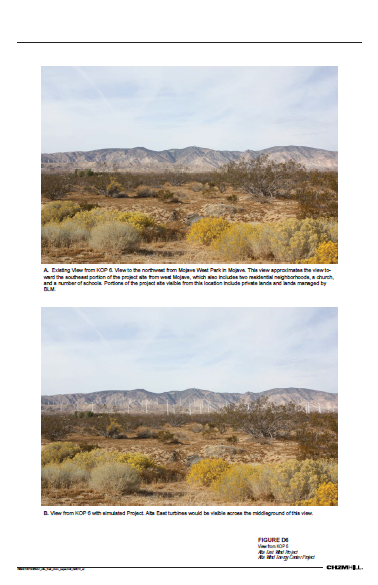 A. Existing View from KOP 6. View to the northwest from Mojave West Park in Mojave. This view approximates the view to-
ward the southeast portion of the project site from west Mojave, which also includes two residential neighborhoods, a church,
and a number of schools. Portions of the project site visible from this location include private lands and lands managed by
BLM.
B. View from KOP 6 with simulated Project. Alta East turbines would be visible across the middleground of this view.
FIGURE D6
View from KOP 6
Alta East Wind Project
Alta Wind Energy Center Project
CH2MHILL